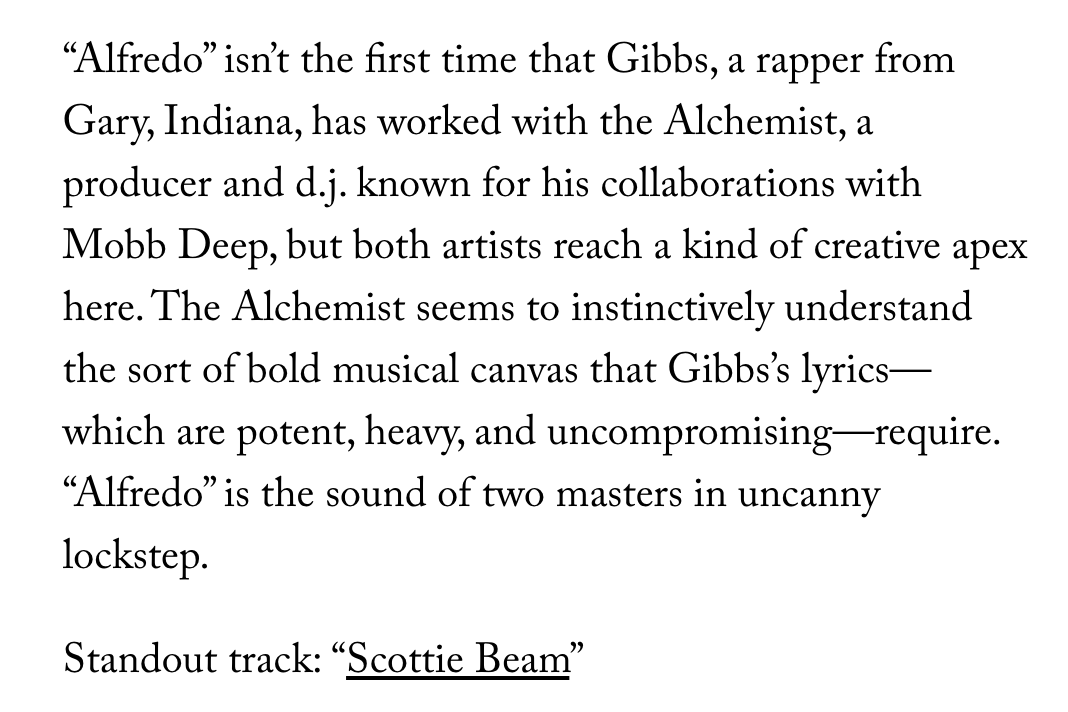 “Alfredo” isn’t the first time that Gibbs, a rapper from
Gary, Indiana, has worked with the Alchemist, a
producer and d.j. known for his collaborations with
Mobb Deep, but both artists reach a kind of creative apex
here. The Alchemist seems to instinctively understand
the sort of bold musical canvas that Gibbs’s lyrics—
which are potent, heavy, and uncompromising—require.
“Alfredo” is the sound of two masters in uncanny
lockstep.
Standout track: “Scottie Beam”